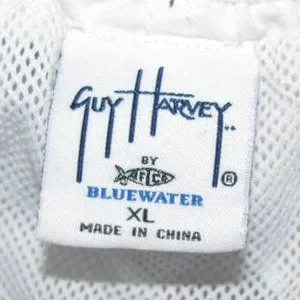 GUY HARVEY
BY
AFTCO
BLUEWATER
®
XL
MADE IN CHINA